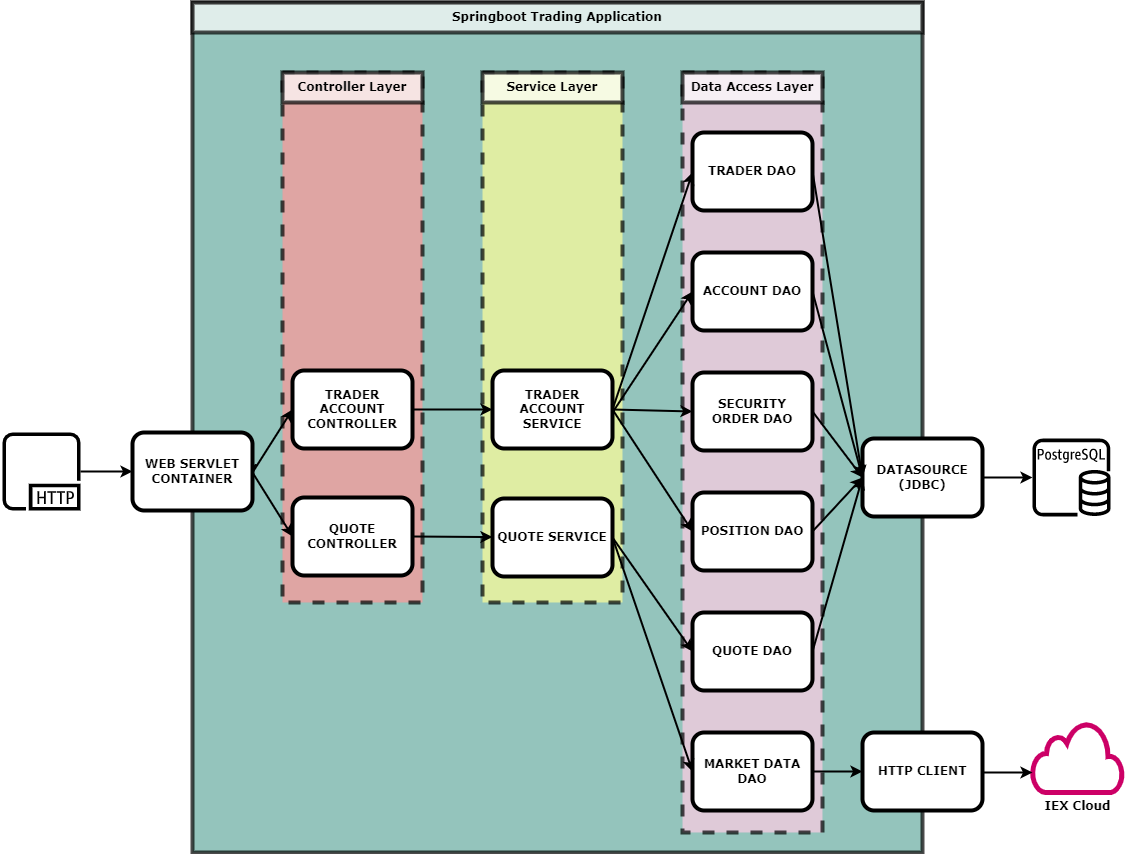 Springboot Trading Application
Controller Layer
Service Layer
Data Access Layer
TRADER DAO
ACCOUNT DAO
TRADER
ACCOUNT
CONTROLLER
TRADER
ACCOUNT
SERVICE
SECURITY
ORDER DAO
HTTP
WEB SERVLET
CONTAINER
DATASOURCE
(JDBC)
PostgreSQL
QUOTE
CONTROLLER
QUOTE SERVICE
POSITION DAO
QUOTE DAO
MARKET DATA
DAO
HTTP CLIENT
IEX Cloud